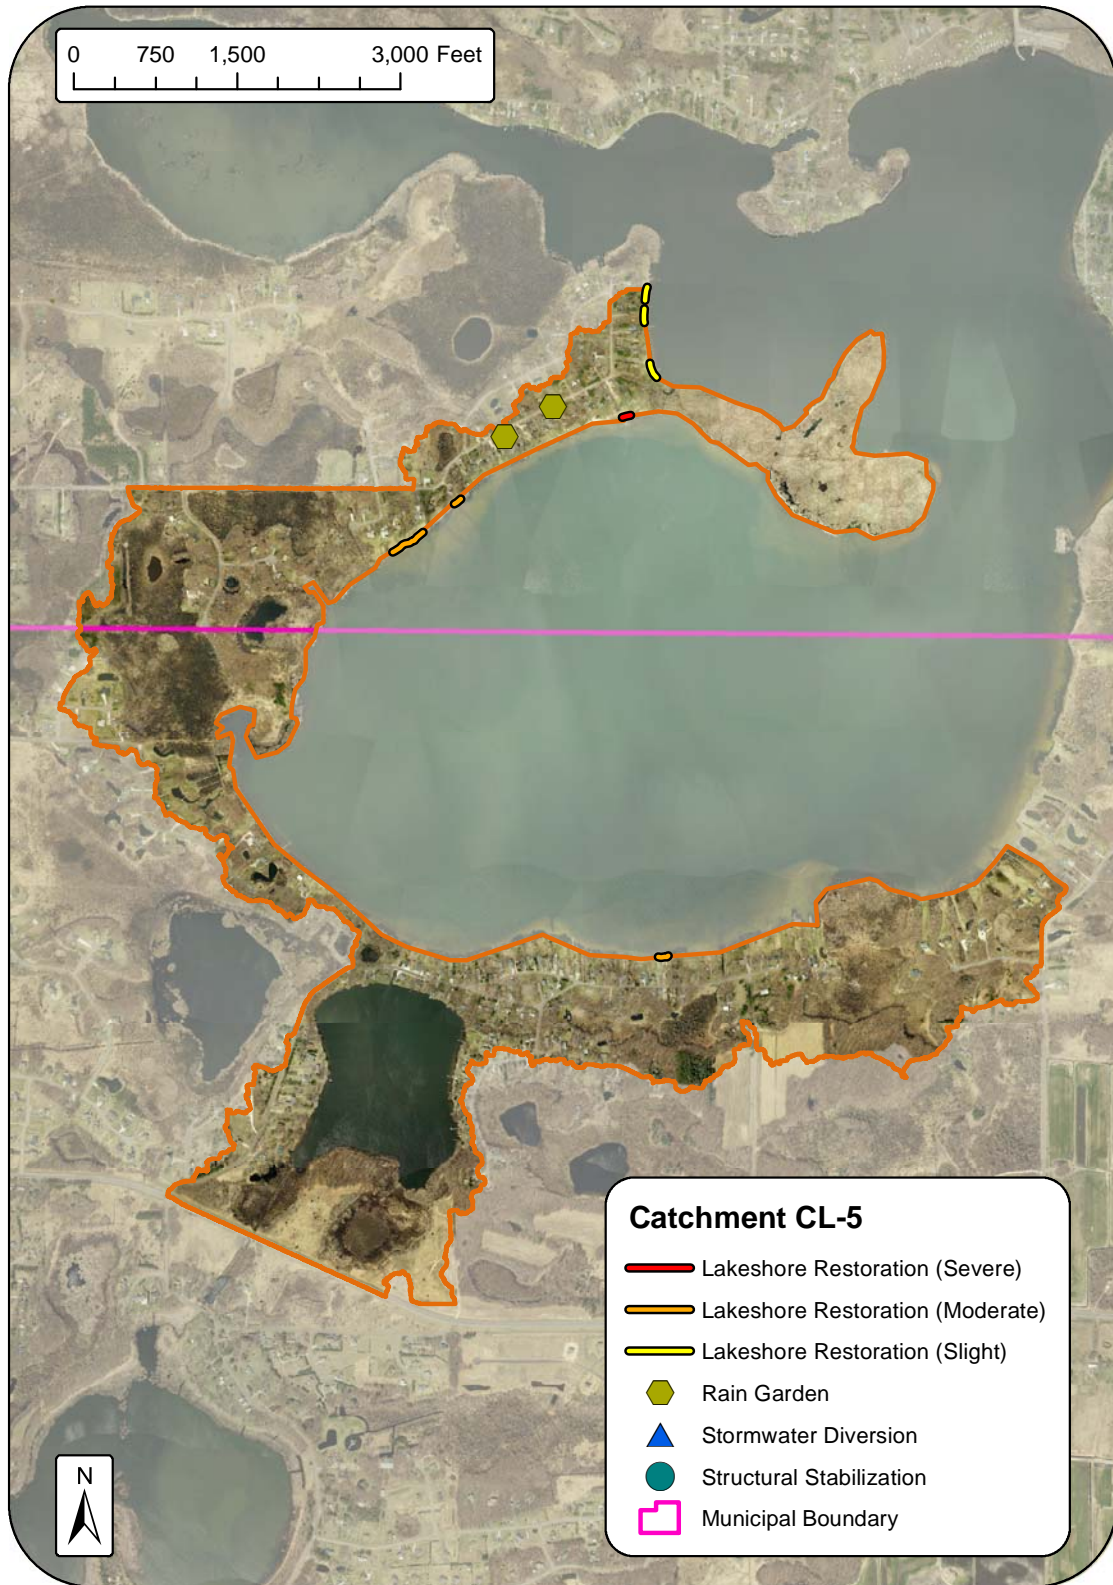 0 750 1,500 3,000 Feet
Catchment CL-5
Lakeshore Restoration (Severe)
Lakeshore Restoration (Moderate)
Lakeshore Restoration (Slight)
Rain Garden
Stormwater Diversion
Structural Stabilization
Municipal Boundary
N